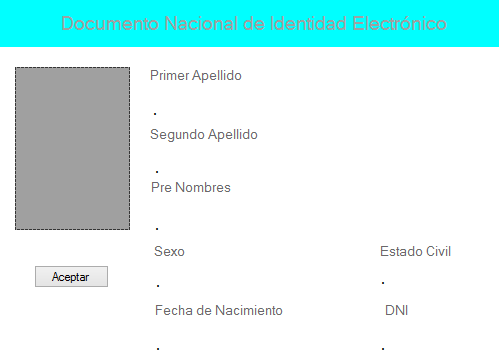 Documento Nacional de Identidad Electrónico
Primer Apellido
.
Segundo Apellido
.
Pre Nombres
.
Sexo Estado Civil
. .
Aceptar
Fecha de Nacimiento DNI
. .